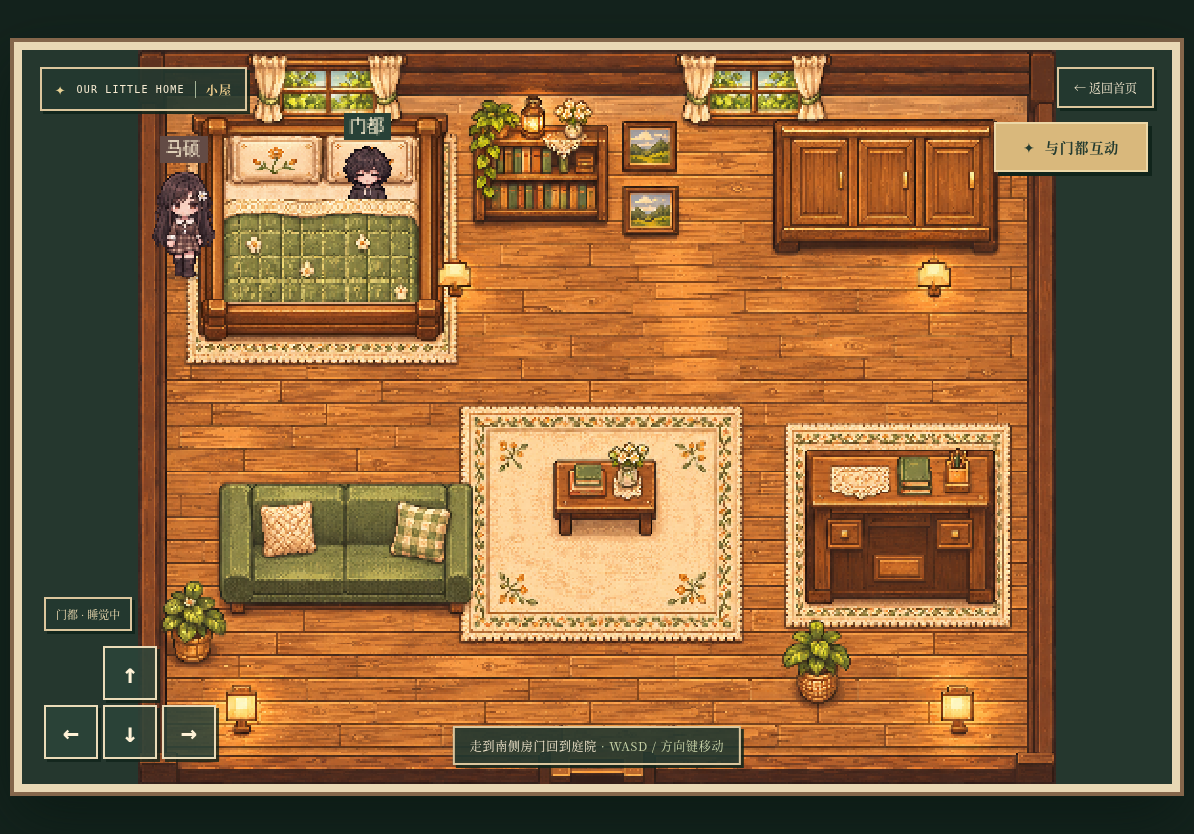 ✦ OUR LITTLE HOME | 小屋
← 返回首页
门都
马硕
✦ 与门都互动
门都 · 睡觉中
↑
← ↓ →
走到南侧房门回到庭院 · WASD / 方向键移动